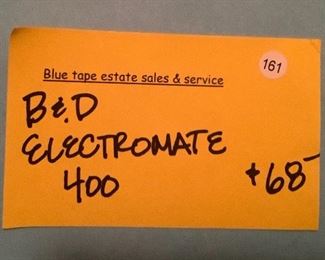 161
Blue tape estate sales & service
B&D
ELECTROMATE
400
$68-